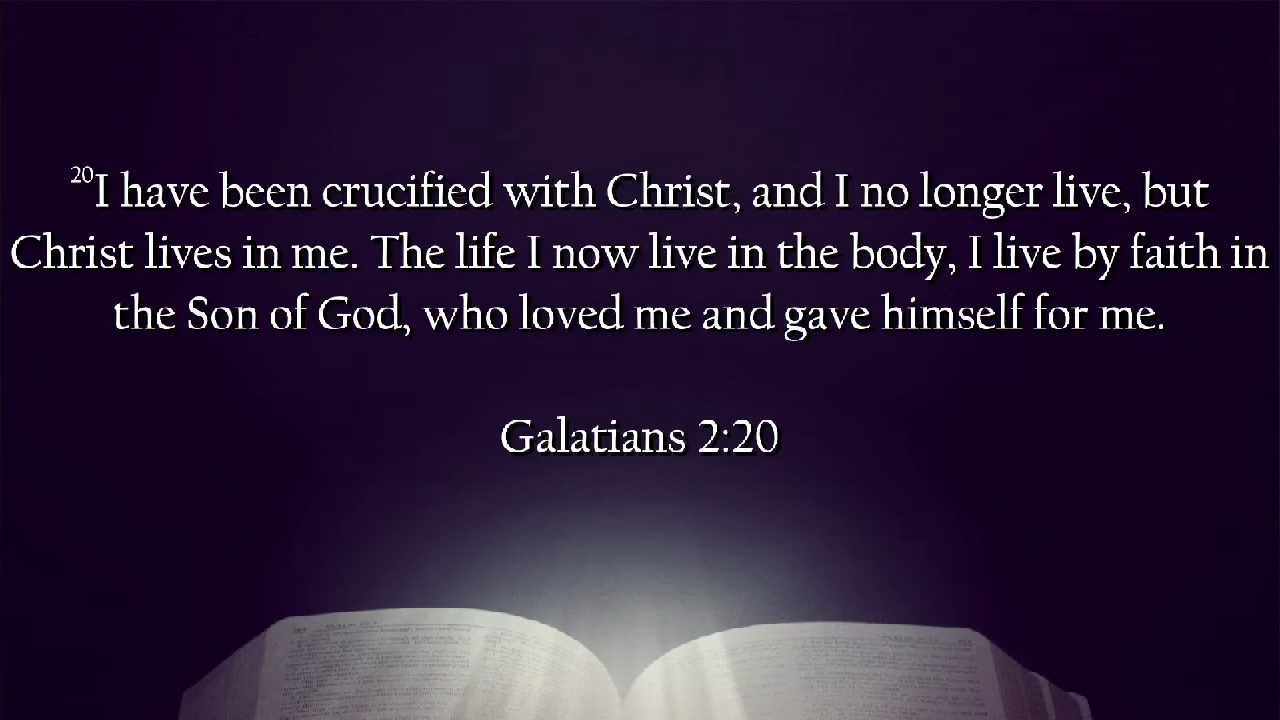 20I have been crucified with Christ, and I no longer live, but
Christ lives in me. The life I now live in the body, I live by faith in
the Son of God, who loved me and gave himself for me.
Galatians 2:20